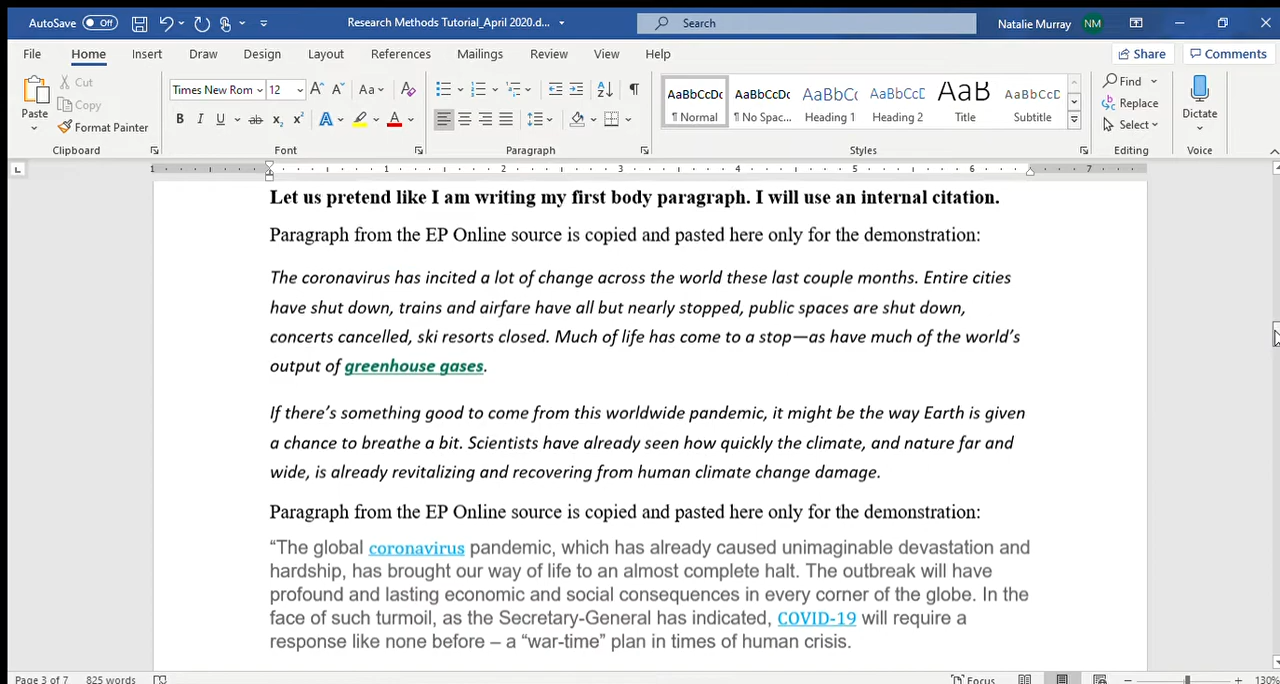 AutoSave Off Research Methods Tutorial_April 2020.d... Search Natalie Murray NM
File Home Insert Draw Design Layout References Mailings Review View Help Share Comments
Paste Cut Copy Format Painter
Times New Rom 12 Aa
B I U ab x₂ x² A A
AaBbCcDc AaBbCcDc AaBbCc AaBbCcD AaB AaBbCcD
¶ Normal ¶ No Spac... Heading 1 Heading 2 Title Subtitle
Find Replace Select Dictate
Clipboard Font Paragraph Styles Editing Voice
1 1 2 3 4 5 6 7
Let us pretend like I am writing my first body paragraph. I will use an internal citation.
Paragraph from the EP Online source is copied and pasted here only for the demonstration:
The coronavirus has incited a lot of change across the world these last couple months. Entire cities
have shut down, trains and airfare have all but nearly stopped, public spaces are shut down,
concerts cancelled, ski resorts closed. Much of life has come to a stop—as have much of the world’s
output of greenhouse gases.
If there’s something good to come from this worldwide pandemic, it might be the way Earth is given
a chance to breathe a bit. Scientists have already seen how quickly the climate, and nature far and
wide, is already revitalizing and recovering from human climate change damage.
Paragraph from the EP Online source is copied and pasted here only for the demonstration:
“The global coronavirus pandemic, which has already caused unimaginable devastation and
hardship, has brought our way of life to an almost complete halt. The outbreak will have
profound and lasting economic and social consequences in every corner of the globe. In the
face of such turmoil, as the Secretary-General has indicated, COVID-19 will require a
response like none before – a “war-time” plan in times of human crisis.
Page 3 of 7 825 words Focus 130%